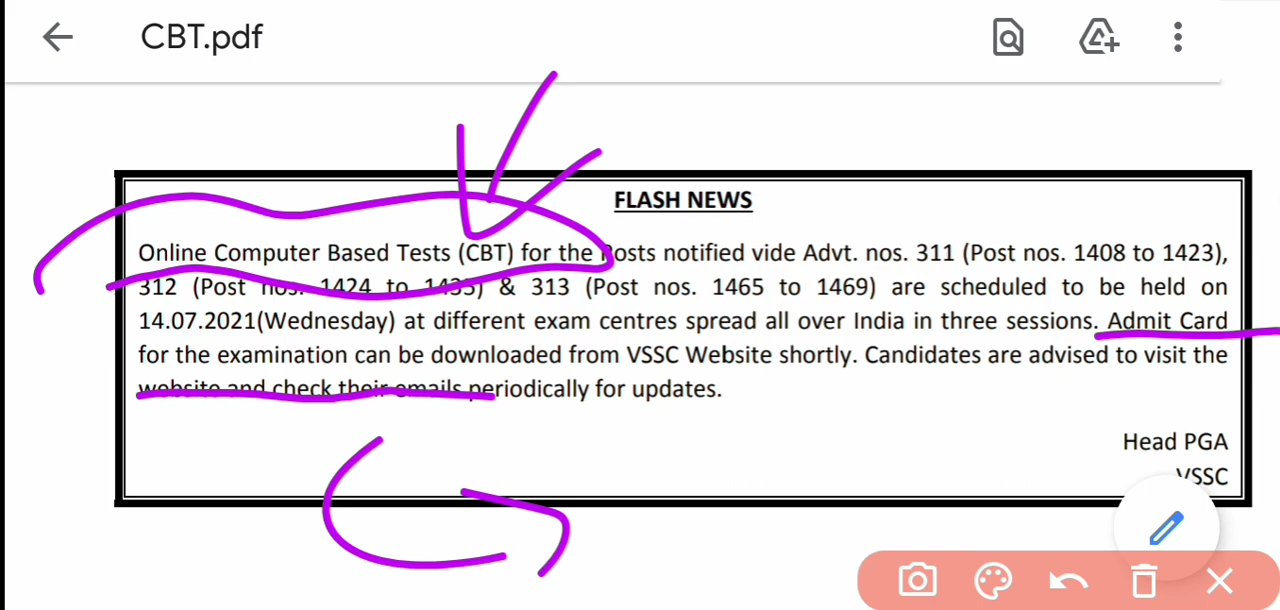 CBT.pdf
FLASH NEWS
Online Computer Based Tests (CBT) for the Posts notified vide Advt. nos. 311 (Post nos. 1408 to 1423),
312 (Post nos. 1424 to 1435) & 313 (Post nos. 1465 to 1469) are scheduled to be held on
14.07.2021(Wednesday) at different exam centres spread all over India in three sessions. Admit Card
for the examination can be downloaded from VSSC Website shortly. Candidates are advised to visit the
website and check their emails periodically for updates.
Head PGA
VSSC